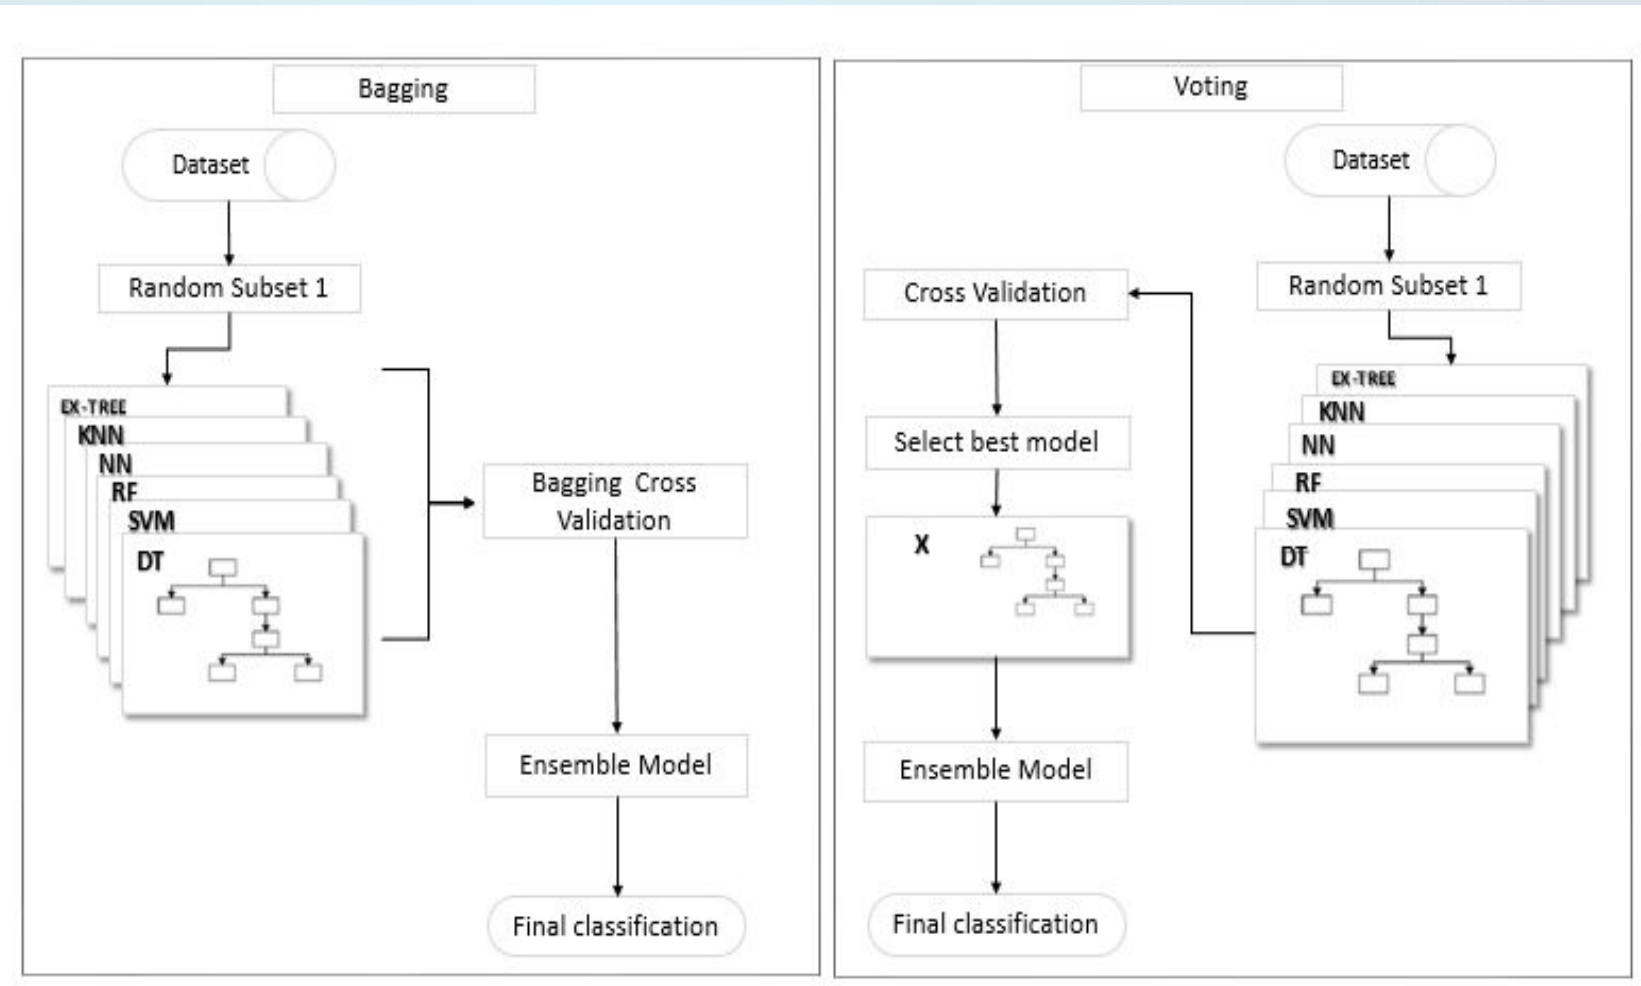 Bagging
Dataset
Random Subset 1
EX-TREE
KNN
NN
RF
SVM
DT
Bagging Cross
Validation
Ensemble Model
Final classification
Voting
Dataset
Random Subset 1
EX-TREE
KNN
NN
RF
SVM
DT
Cross Validation
Select best model
X
Ensemble Model
Final classification